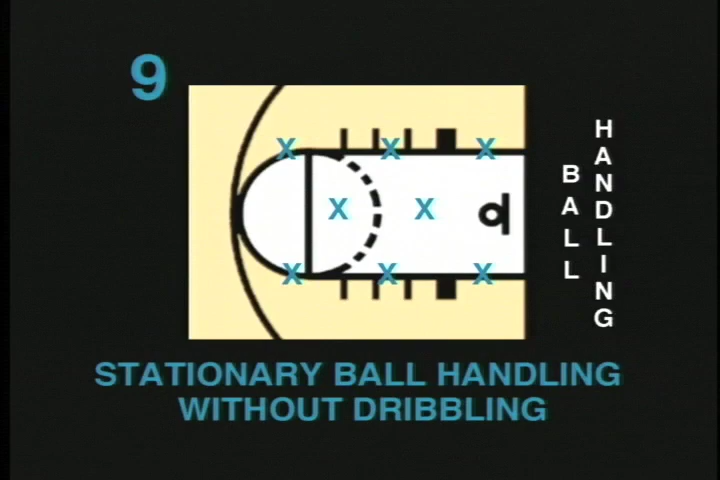 9
X X X
X X
X X X
BALL
HANDLING
STATIONARY BALL HANDLING
WITHOUT DRIBBLING